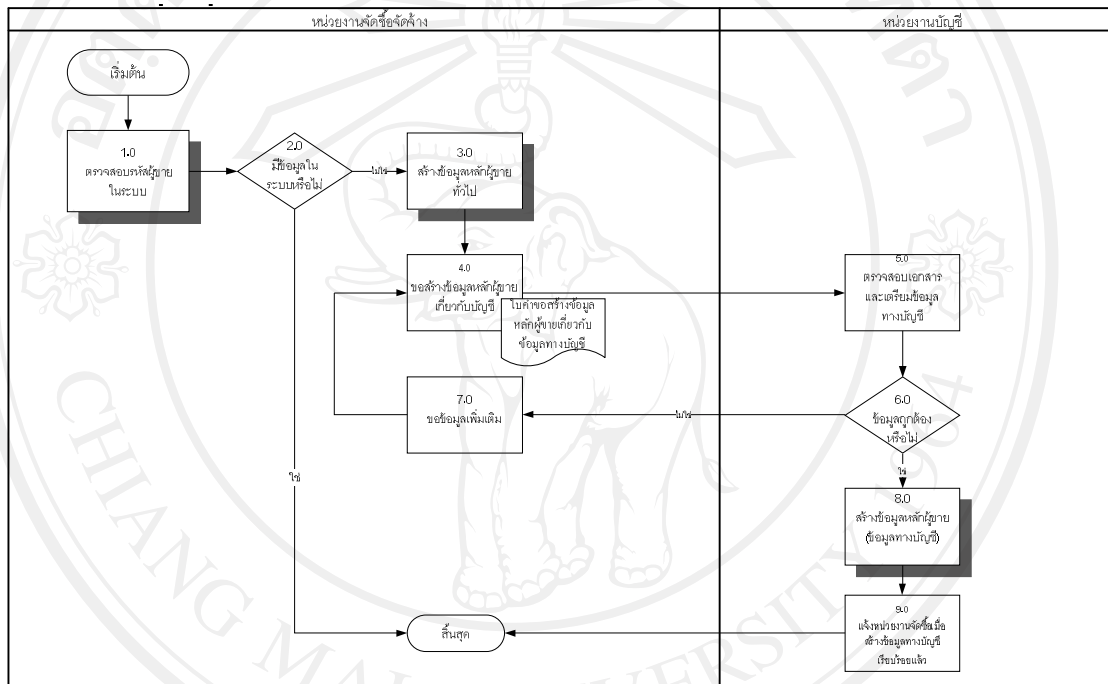 หน่วยงานจัดซื้อจัดจ้าง
หน่วยงานบัญชี
เริ่มต้น
1.0
ตรวจสอบรหัสผู้ขาย
ในระบบ
2.0
มีข้อมูลใน
ระบบหรือไม่
ไม่ใช่
3.0
สร้างข้อมูลหลักผู้ขาย
ทั่วไป
4.0
ขอสร้างข้อมูลหลักผู้ขาย
เกี่ยวกับบัญชี
ใบคำขอสร้างข้อมูล
หลักผู้ขายเกี่ยวกับ
ข้อมูลทางบัญชี
5.0
ตรวจสอบเอกสาร
และเตรียมข้อมูล
ทางบัญชี
6.0
ข้อมูลถูกต้อง
หรือไม่
ไม่ใช่
7.0
ขอข้อมูลเพิ่มเติม
ใช่
ใช่
8.0
สร้างข้อมูลหลักผู้ขาย
(ข้อมูลทางบัญชี)
9.0
แจ้งหน่วยงานจัดซื้อเมื่อ
สร้างข้อมูลทางบัญชี
เรียบร้อยแล้ว
สิ้นสุด
CHIANG MAI UNIVERSITY 1964